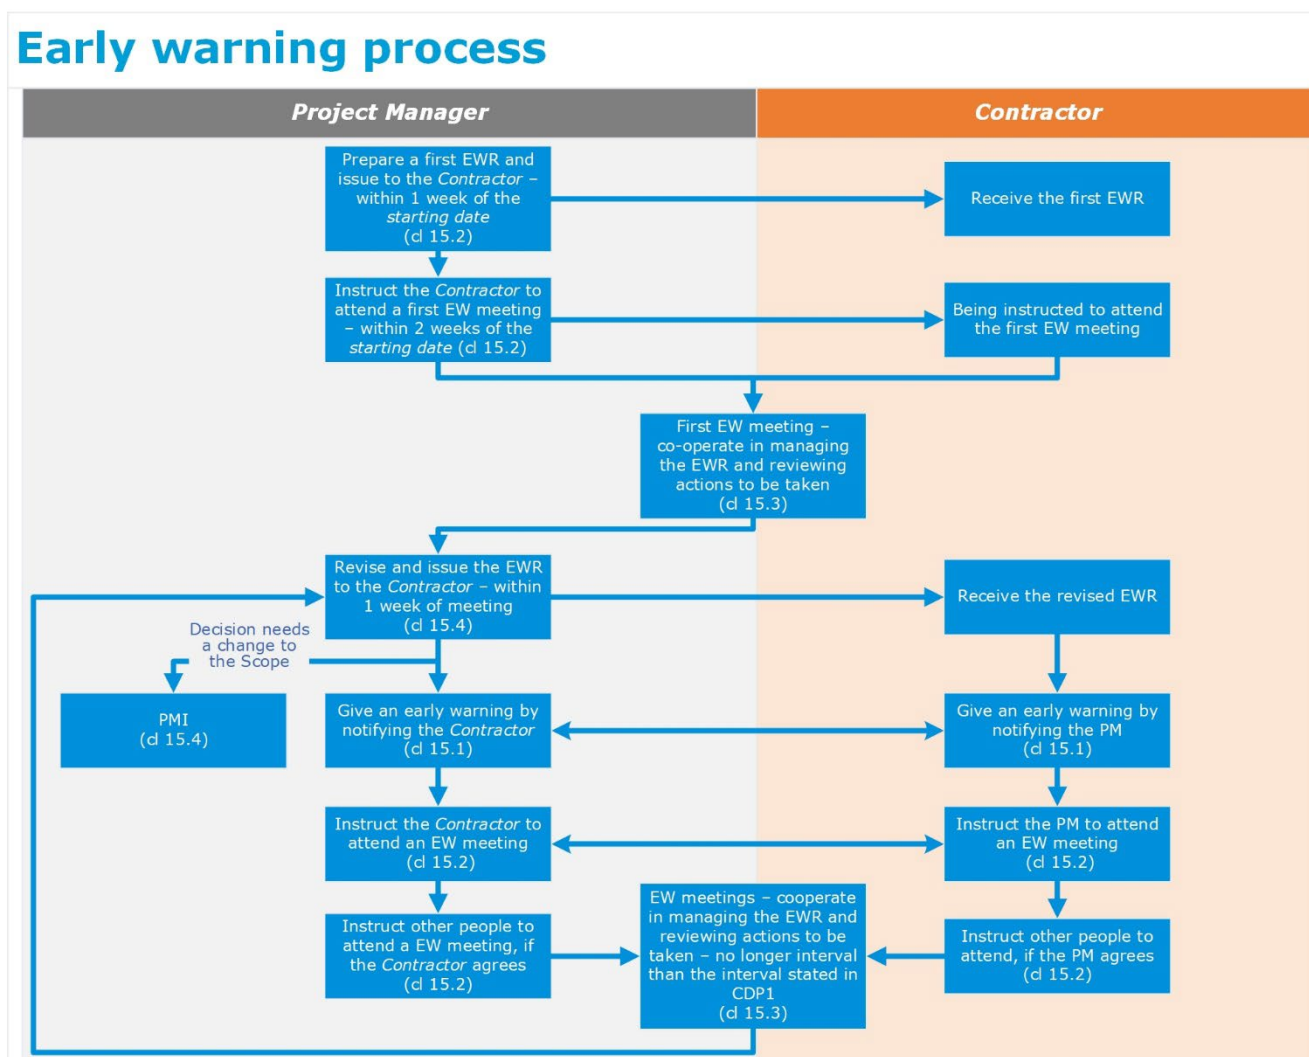 Early warning process
Project Manager
Contractor
Prepare a first EWR and
issue to the Contractor –
within 1 week of the
starting date
(cl 15.2)
Receive the first EWR
Instruct the Contractor to
attend a first EW meeting
– within 2 weeks of the
starting date (cl 15.2)
Being instructed to attend
the first EW meeting
First EW meeting –
co-operate in managing
the EWR and reviewing
actions to be taken
(cl 15.3)
Revise and issue the EWR
to the Contractor – within
1 week of meeting
(cl 15.4)
Receive the revised EWR
Decision needs
a change to
the Scope
PMI
(cl 15.4)
Give an early warning by
notifying the Contractor
(cl 15.1)
Give an early warning by
notifying the PM
(cl 15.1)
Instruct the Contractor to
attend an EW meeting
(cl 15.2)
Instruct the PM to attend
an EW meeting
(cl 15.2)
Instruct other people to
attend a EW meeting, if
the Contractor agrees
(cl 15.2)
EW meetings – cooperate
in managing the EWR and
reviewing actions to be
taken – no longer interval
than the interval stated in
CDP1
(cl 15.3)
Instruct other people to
attend, if the PM agrees
(cl 15.2)